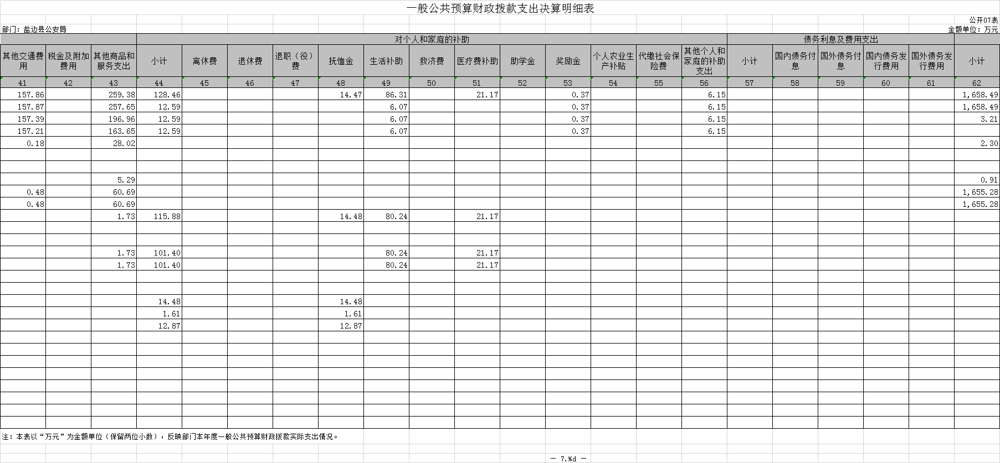 一般公共预算财政拨款支出决算明细表
公开07表
部门：盐边县公安局 金额单位：万元
对个人和家庭的补助 债务利息及费用支出
其他交通费用 税金及附加费用 其他商品和服务支出 小计 离休费 退休费 退职（役）费 抚恤金 生活补助 救济费 医疗费补助 助学金 奖励金 个人农业生产补贴 代缴社会保险费 其他个人和家庭的补助支出 小计 国内债务付息 国外债务付息 国内债务发行费用 国外债务发行费用 小计
41 42 43 44 45 46 47 48 49 50 51 52 53 54 55 56 57 58 59 60 61 62
157.86 259.38 128.46 14.47 86.31 21.17 0.37 6.15 1,658.49
157.87 257.65 12.59 6.07 0.37 6.15 1,658.49
157.39 196.96 12.59 6.07 0.37 6.15 3.21
157.21 163.65 12.59 6.07 0.37 6.15
0.18 28.02 2.30
5.29 0.91
0.48 60.69 1,655.28
0.48 60.69 1,655.28
1.73 115.88 14.48 80.24 21.17
1.73 101.40 80.24 21.17
1.73 101.40 80.24 21.17
14.48 14.48
1.61 1.61
12.87 12.87
注：本表以“万元”为金额单位（保留两位小数），反映部门本年度一般公共预算财政拨款实际支出情况。
— 7.%d —